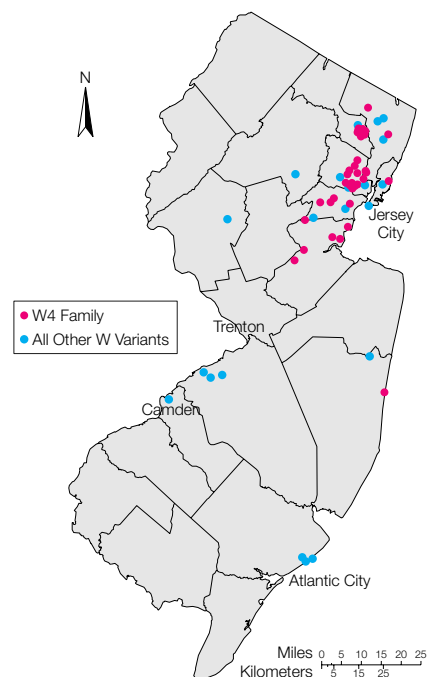 N
Jersey
City
W4 Family
All Other W Variants
Trenton
Camden
Atlantic City
Miles
0 5 10 15 20 25
Kilometers
5 15 25